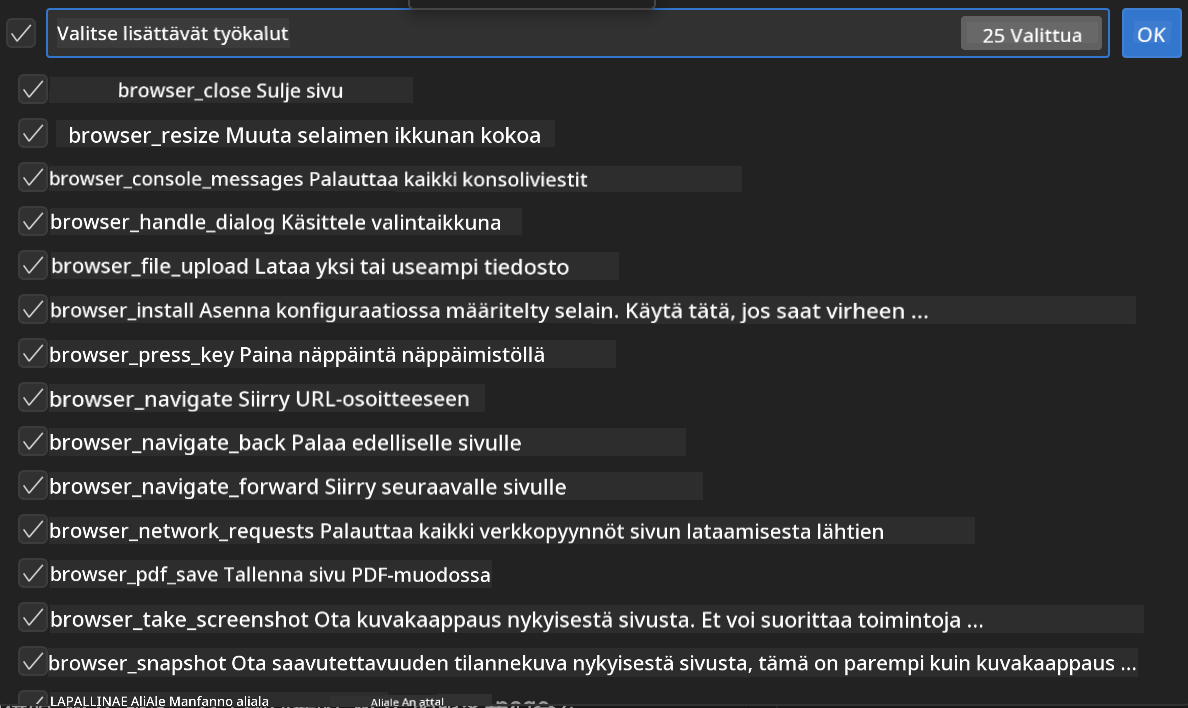 Valitse lisättävät työkalut
25 Valittua
OK
browser_close Sulje sivu
browser_resize Muuta selaimen ikkunan kokoa
browser_console_messages Palauttaa kaikki konsoliviestit
browser_handle_dialog Käsittele valintaikkuna
browser_file_upload Lataa yksi tai useampi tiedosto
browser_install Asenna konfiguraatiossa määritelty selain. Käytä tätä, jos saat virheen ...
browser_press_key Paina näppäintä näppäimistöllä
browser_navigate Siirry URL-osoitteeseen
browser_navigate_back Palaa edelliselle sivulle
browser_navigate_forward Siirry seuraavalle sivulle
browser_network_requests Palauttaa kaikki verkkopyynnöt sivun lataamisesta lähtien
browser_pdf_save Tallenna sivu PDF-muodossa
browser_take_screenshot Ota kuvakaappaus nykyisestä sivusta. Et voi suorittaa toimintoja ...
browser_snapshot Ota saavutettavuuden tilannekuva nykyisestä sivusta, tämä on parempi kuin kuvakaappaus ...
LAPALLINAE AliAle Manfanno aliala